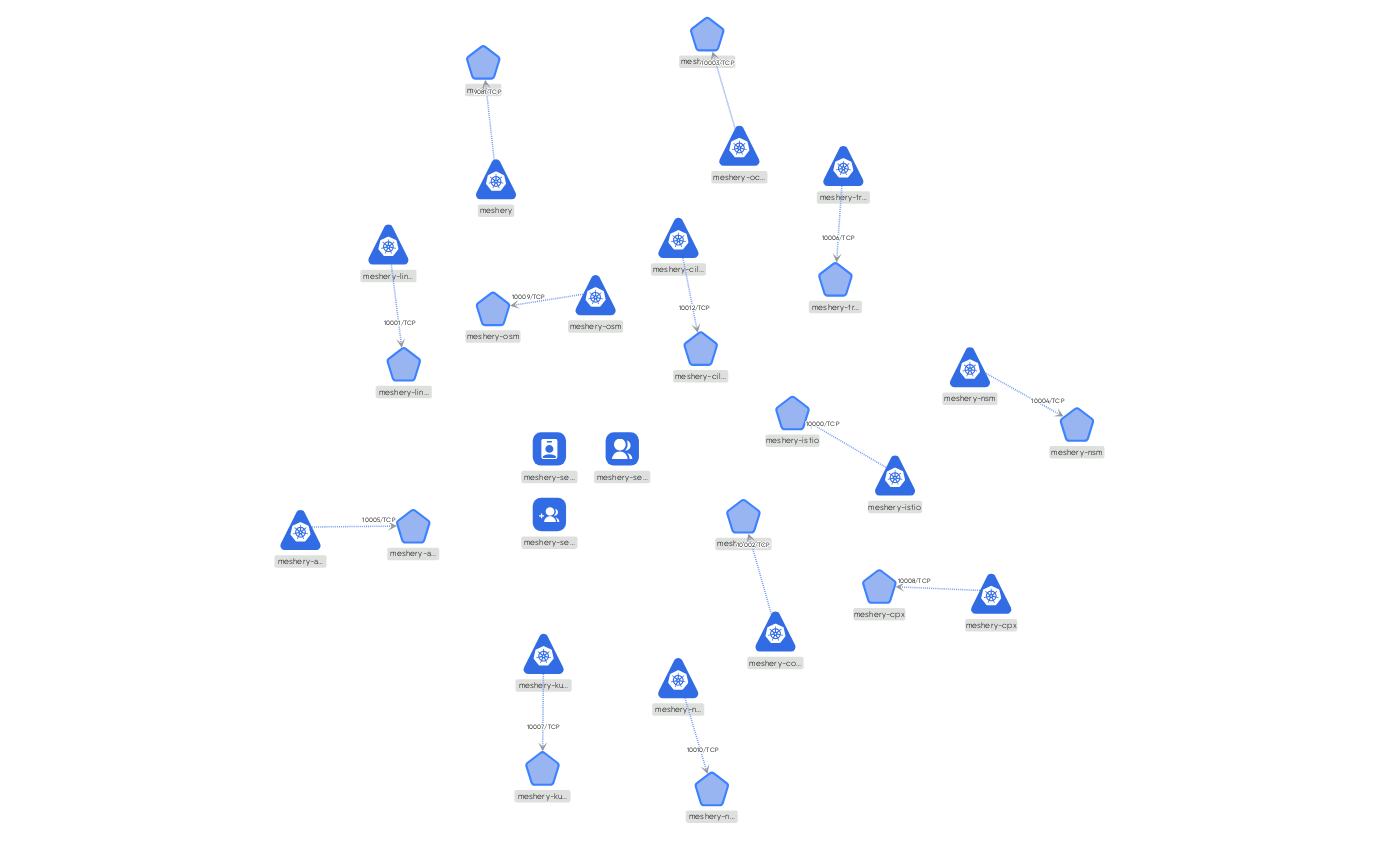 10003/TCP
9081/TCP
meshery-oc...
meshery-tr...
meshery
10006/TCP
meshery-cil...
meshery-lin...
10009/TCP
meshery-tr...
10012/TCP
10001/TCP
meshery-osm
meshery-osm
meshery-cil...
meshery-lin...
meshery-nsm
10004/TCP
10000/TCP
meshery-istio
meshery-nsm
meshery-se...
meshery-se...
meshery-istio
10005/TCP
meshery-se...
10002/TCP
meshery-a...
meshery-a...
10008/TCP
meshery-cpx
meshery-cpx
meshery-co...
meshery-ku...
meshery-n...
10007/TCP
10010/TCP
meshery-ku...
meshery-n...